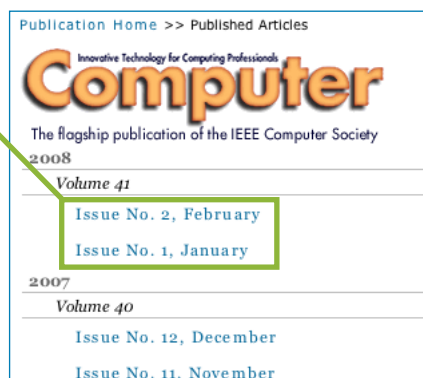 Publication Home >> Published Articles
Innovative Technology for Computing Professionals
Computer
The flagship publication of the IEEE Computer Society
2008
Volume 41
Issue No. 2, February
Issue No. 1, January
2007
Volume 40
Issue No. 12, December
Issue No. 11, November